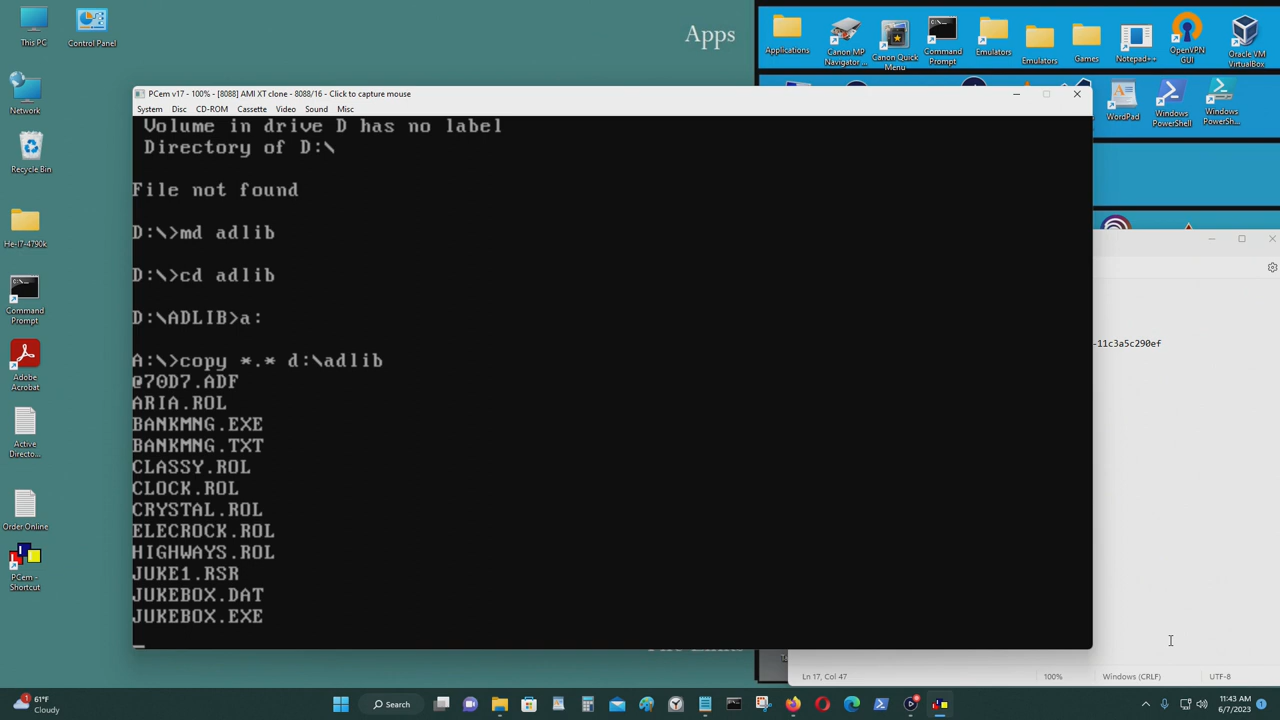 This PC
Control Panel
Network
Recycle Bin
He-I7-4790k
Command
Prompt
Adobe
Acrobat
Active
Directo...
Order Online
PCem -
Shortcut
Apps
Applications
Canon MP
Navigator ...
Canon Quick
Menu
Command
Prompt
Emulators
Emulators
Games
Notepad++
OpenVPN
GUI
Oracle VM
VirtualBox
WordPad
Windows
PowerShell
Windows
PowerSh...
PCem v17 - 100% - [8088] AMI XT clone - 8088/16 - Click to capture mouse
System Disc CD-ROM Cassette Video Sound Misc
Volume in drive D has no label
Directory of D:\
File not found
D:\>md adlib
D:\>cd adlib
D:\ADLIB>a:
A:\>copy *.* d:\adlib
@70D7.ADF
ARIA.ROL
BANKMNG.EXE
BANKMNG.TXT
CLASSY.ROL
CLOCK.ROL
CRYSTAL.ROL
ELECROCK.ROL
HIGHWAYS.ROL
JUKE1.RSR
JUKEBOX.DAT
JUKEBOX.EXE
-11c3a5c290ef
Ln 17, Col 47 100% Windows (CRLF) UTF-8
1
61°F
Cloudy
Search
11:43 AM
6/7/2023